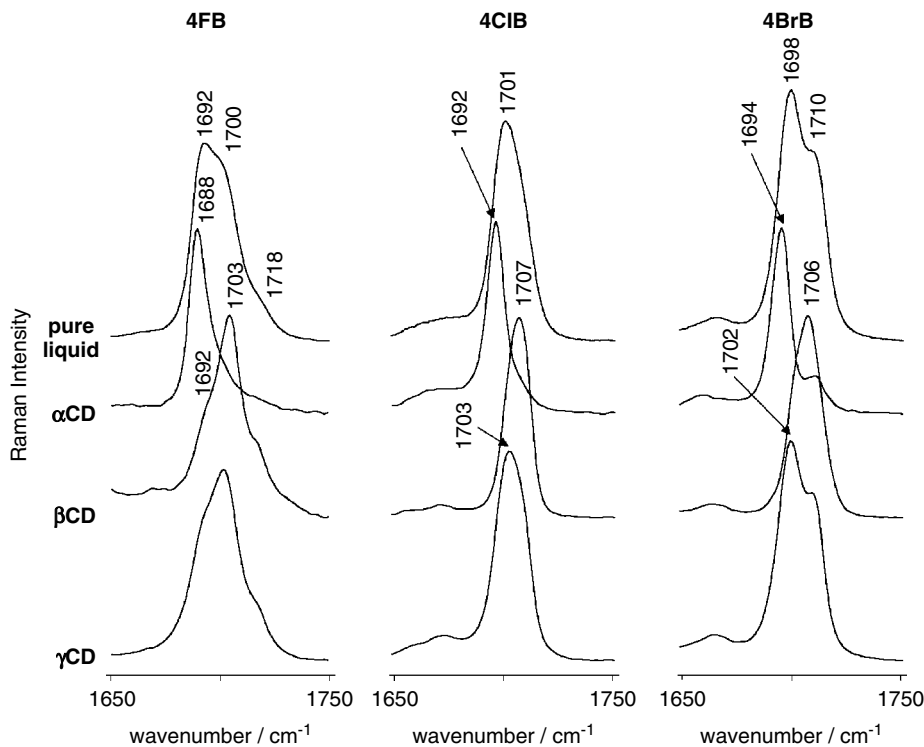 4FB
4ClB
4BrB
1692
1700
1688
1718
1703
1692
1692
1701
1707
1703
1698
1710
1694
1706
1702
Raman Intensity
pure
liquid
αCD
βCD
γCD
1650
1750
1650
1750
1650
1750
wavenumber / cm⁻¹
wavenumber / cm⁻¹
wavenumber / cm⁻¹